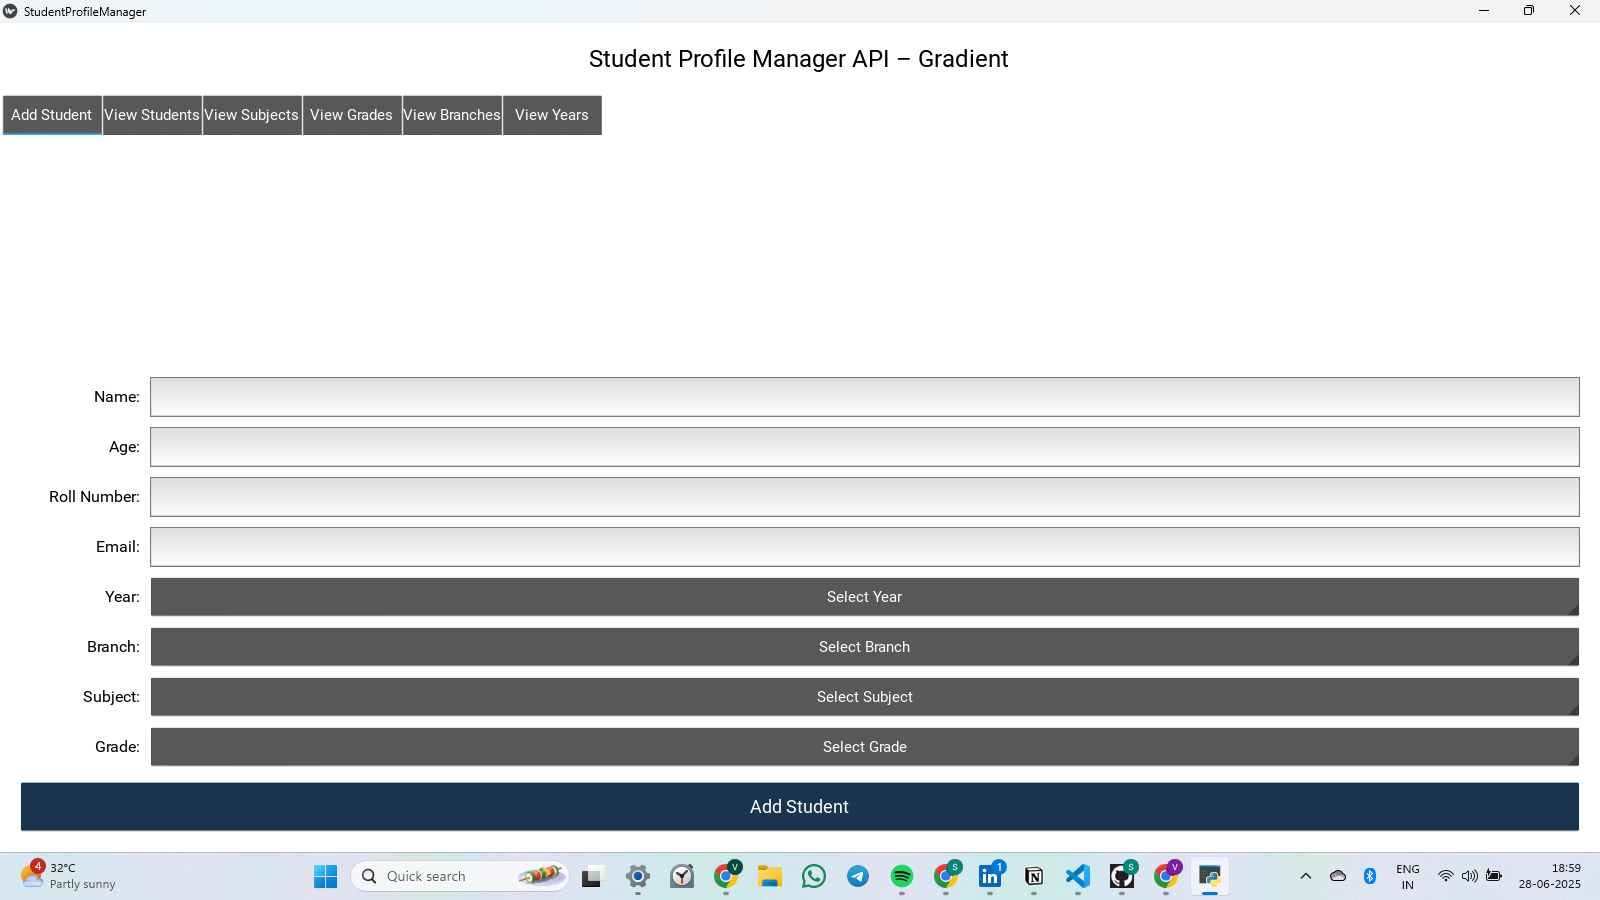 StudentProfileManager
Student Profile Manager API – Gradient
Add Student View Students View Subjects View Grades View Branches View Years
Name:
Age:
Roll Number:
Email:
Year: Select Year
Branch: Select Branch
Subject: Select Subject
Grade: Select Grade
Add Student
4 32°C
Partly sunny
Quick search
V
S
1
S
V
ENG
IN
18:59
28-06-2025